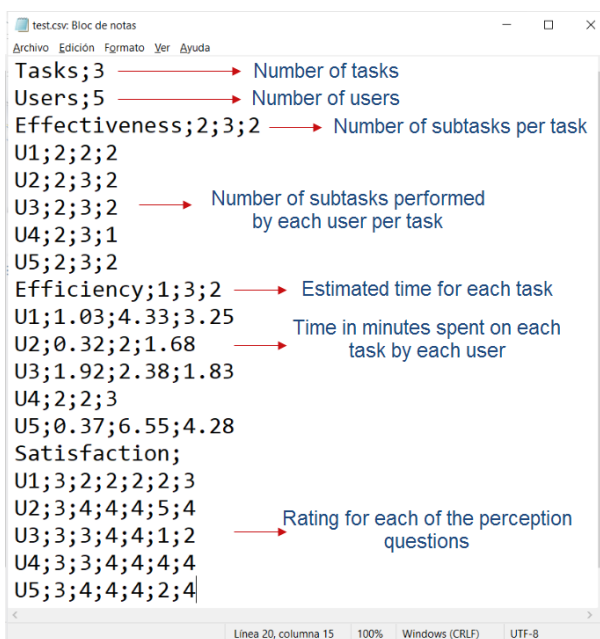 test.csv: Bloc de notas
Archivo Edición Formato Ver Ayuda
Tasks;3 Number of tasks
Users;5 Number of users
Effectiveness;2;3;2 Number of subtasks per task
U1;2;2;2
U2;2;3;2
U3;2;3;2 Number of subtasks performed
by each user per task
U4;2;3;1
U5;2;3;2
Efficiency;1;3;2 Estimated time for each task
U1;1.03;4.33;3.25
U2;0.32;2;1.68 Time in minutes spent on each
task by each user
U3;1.92;2.38;1.83
U4;2;2;3
U5;0.37;6.55;4.28
Satisfaction;
U1;3;2;2;2;2;3
U2;3;4;4;4;5;4
U3;3;3;4;4;1;2 Rating for each of the perception
questions
U4;3;3;4;4;4;4
U5;3;4;4;4;2;4
Línea 20, columna 15 100% Windows (CRLF) UTF-8